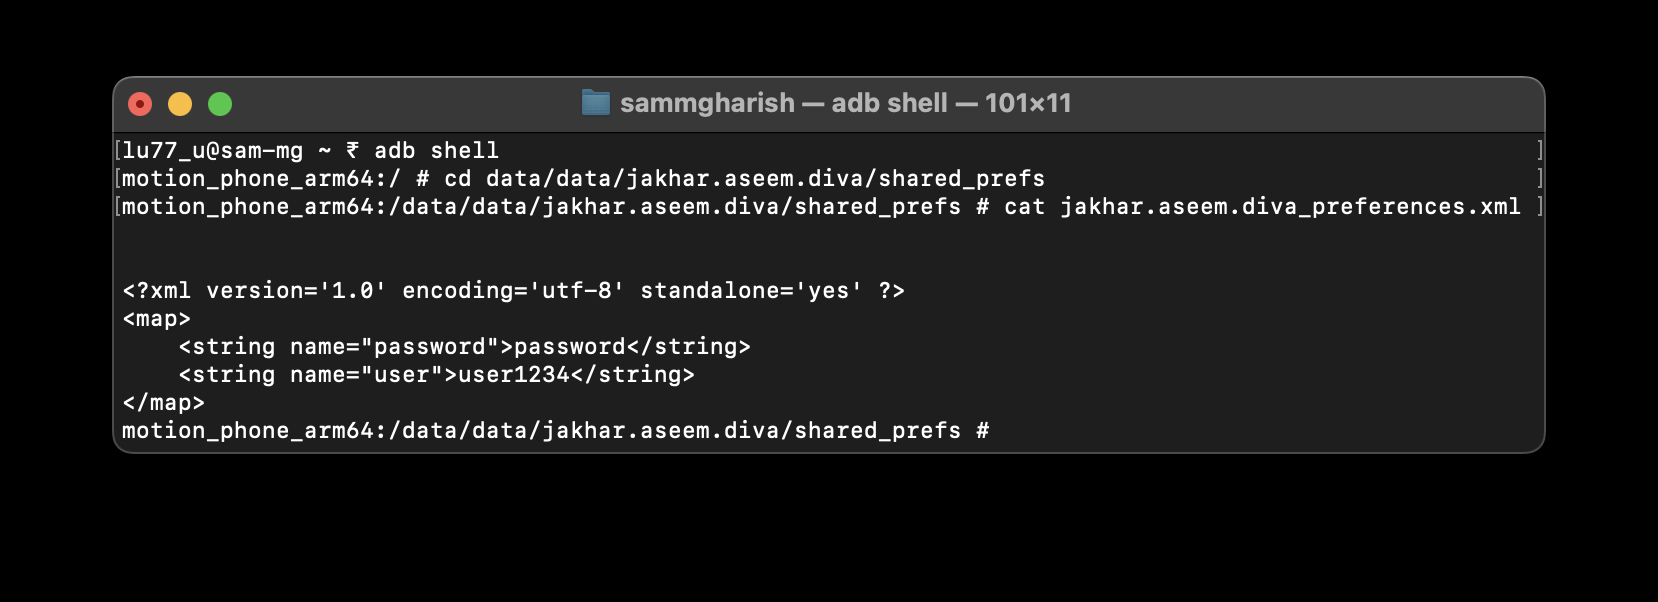 sammgharish — adb shell — 101×11
[lu77_u@sam-mg ~ ₹ adb shell ]
[motion_phone_arm64:/ # cd data/data/jakhar.aseem.diva/shared_prefs ]
[motion_phone_arm64:/data/data/jakhar.aseem.diva/shared_prefs # cat jakhar.aseem.diva_preferences.xml ]
<?xml version='1.0' encoding='utf-8' standalone='yes' ?>
<map>
    <string name="password">password</string>
    <string name="user">user1234</string>
</map>
motion_phone_arm64:/data/data/jakhar.aseem.diva/shared_prefs #